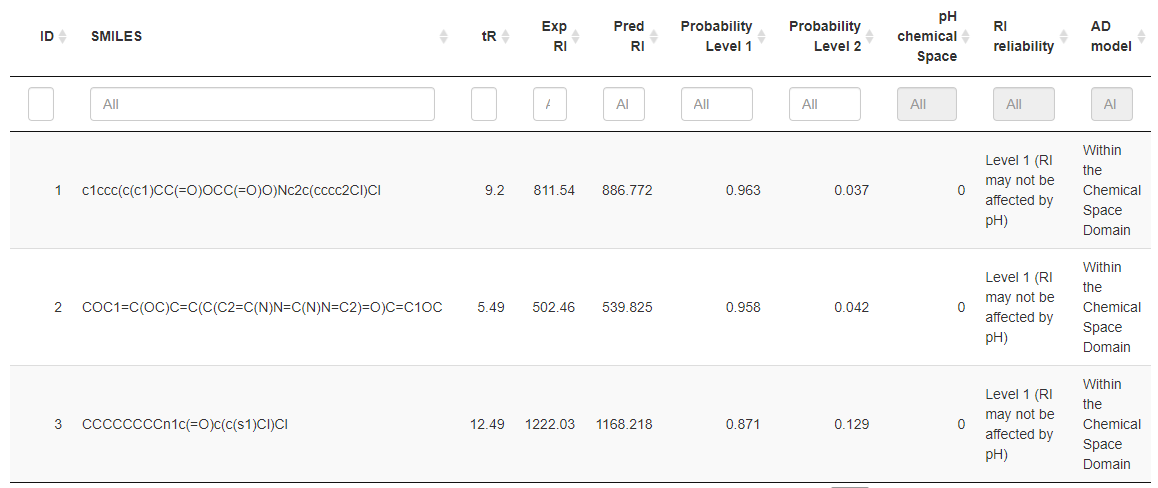 ID SMILES tR Exp RI Pred RI Probability Level 1 Probability Level 2 pH chemical Space RI reliability AD model
All A Al All All All All Al
1 c1ccc(c(c1)CC(=O)OCC(=O)O)Nc2c(cccc2Cl)Cl 9.2 811.54 886.772 0.963 0.037 0 Level 1 (RI may not be affected by pH) Within the Chemical Space Domain
2 COC1=C(OC)C=C(C(C2=C(N)N=C(N)N=C2)=O)C=C1OC 5.49 502.46 539.825 0.958 0.042 0 Level 1 (RI may not be affected by pH) Within the Chemical Space Domain
3 CCCCCCCCn1c(=O)c(c(s1)Cl)Cl 12.49 1222.03 1168.218 0.871 0.129 0 Level 1 (RI may not be affected by pH) Within the Chemical Space Domain